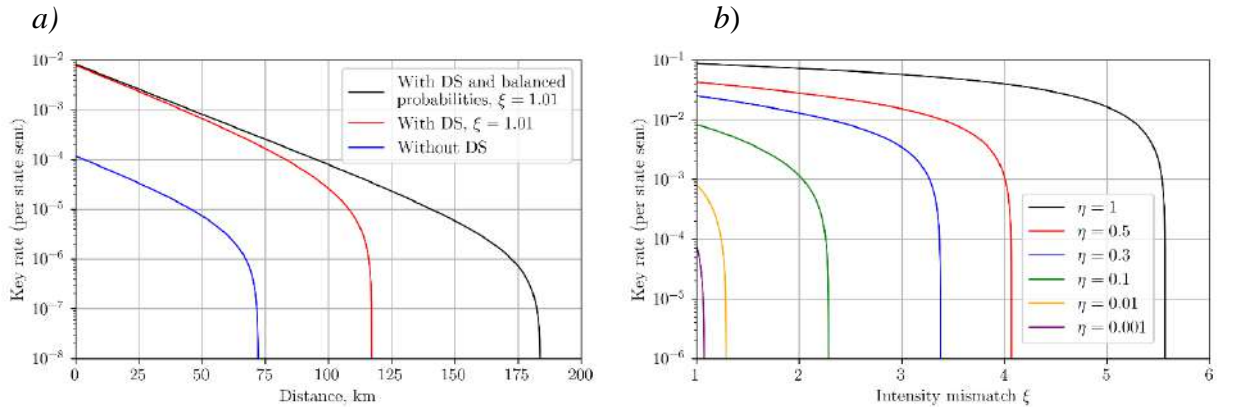 a)
b)
10⁻²
10⁻³
10⁻⁴
10⁻⁵
10⁻⁶
10⁻⁷
10⁻⁸
Key rate (per state sent)
With DS and balanced
probabilities, ξ = 1.01
With DS, ξ = 1.01
Without DS
0 25 50 75 100 125 150 175 200
Distance, km
10⁻¹
10⁻²
10⁻³
10⁻⁴
10⁻⁵
10⁻⁶
Key rate (per state sent)
η = 1
η = 0.5
η = 0.3
η = 0.1
η = 0.01
η = 0.001
1 2 3 4 5 6
Intensity mismatch ξ